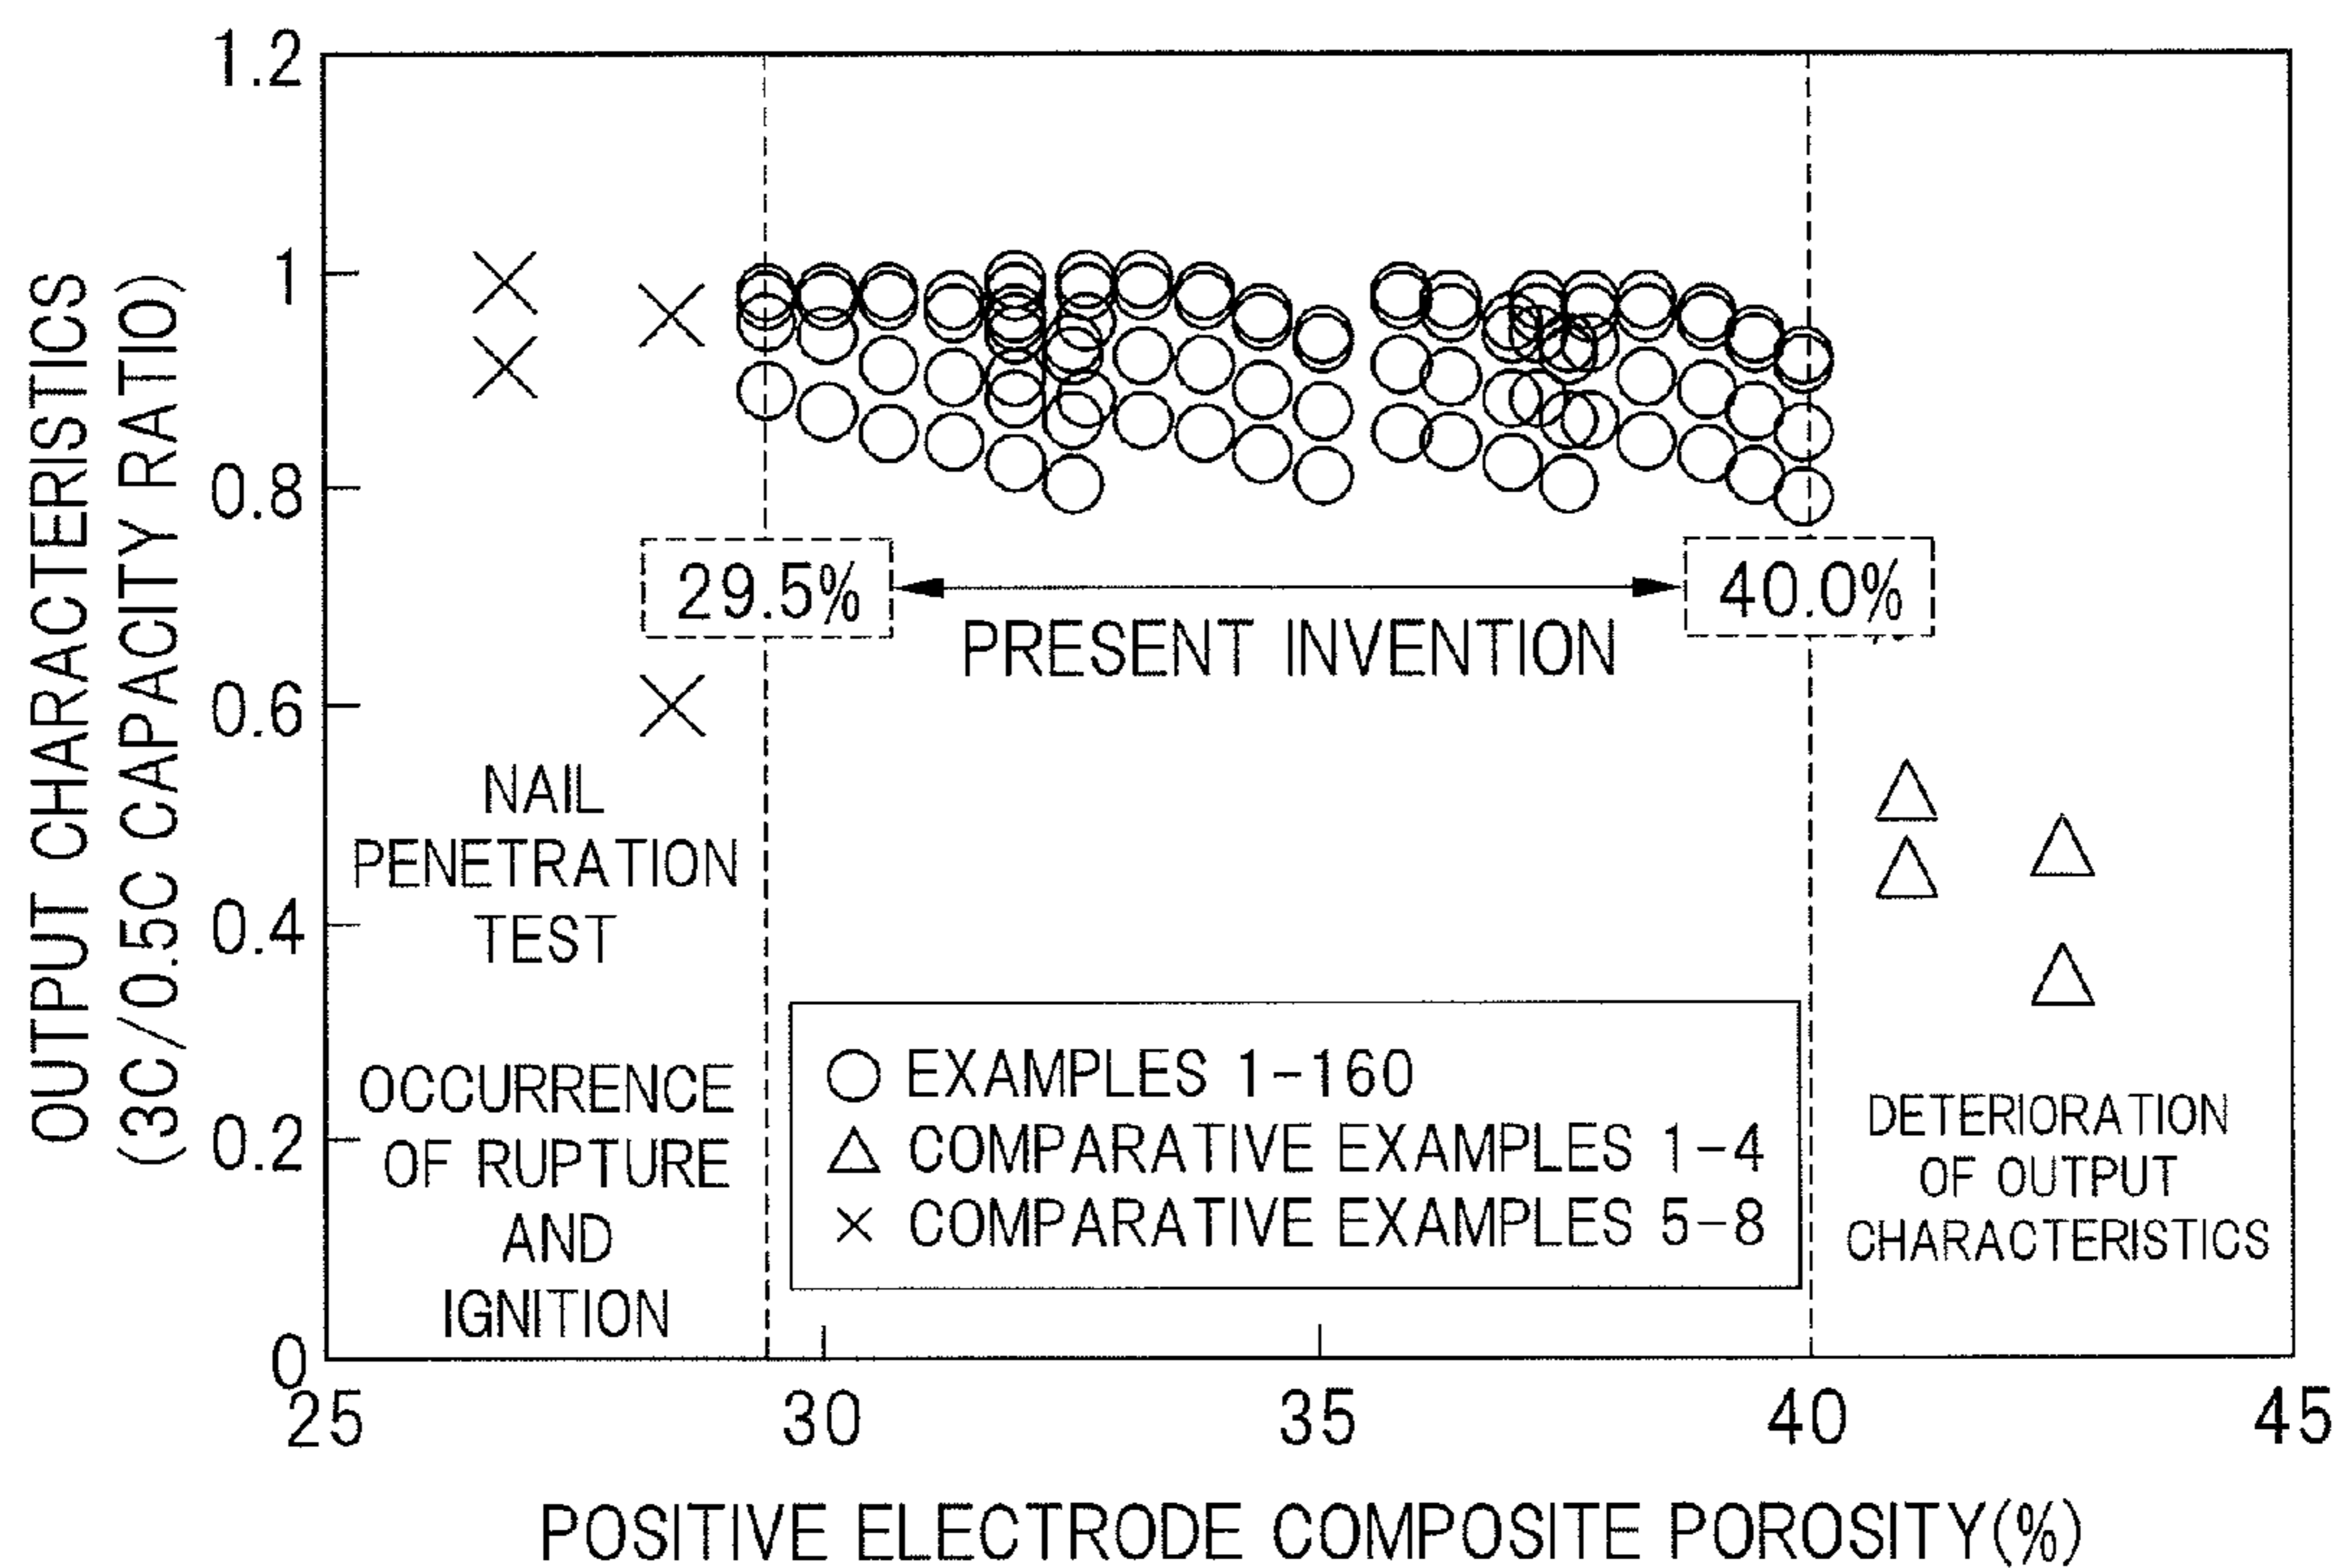 OUTPUT CHARACTERISTICS
(3C/0.5C CAPACITY RATIO)
1.2
1
0.8
0.6
0.4
0.2
0
29.5%
40.0%
PRESENT INVENTION
NAIL
PENETRATION
TEST
OCCURRENCE
OF RUPTURE
AND
IGNITION
EXAMPLES 1-160
COMPARATIVE EXAMPLES 1-4
COMPARATIVE EXAMPLES 5-8
DETERIORATION
OF OUTPUT
CHARACTERISTICS
25 30 35 40 45
POSITIVE ELECTRODE COMPOSITE POROSITY(%)